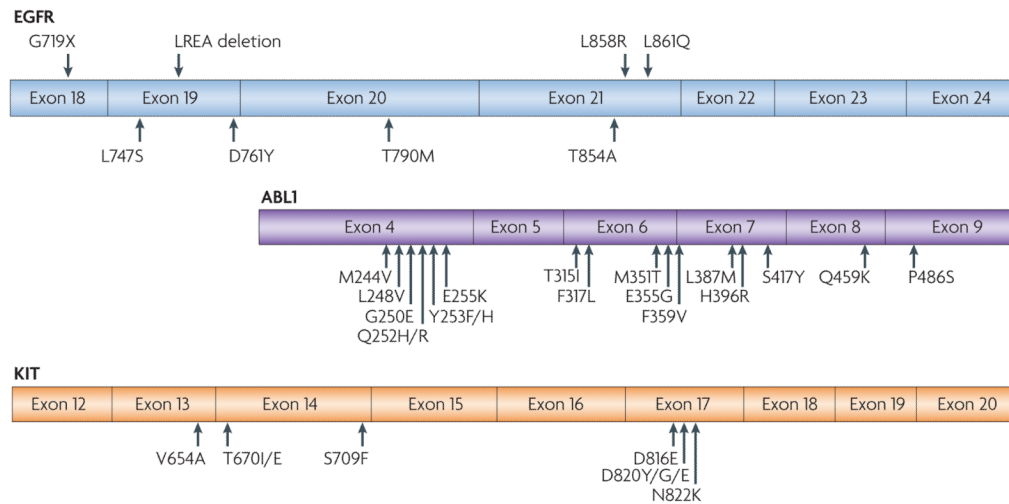 EGFR
G719X LREA deletion L858R L861Q
Exon 18 Exon 19 Exon 20 Exon 21 Exon 22 Exon 23 Exon 24
L747S D761Y T790M T854A
ABL1
Exon 4 Exon 5 Exon 6 Exon 7 Exon 8 Exon 9
M244V E255K T315I M351T L387M S417Y Q459K P486S
L248V Y253F/H F317L E355G H396R
G250E F359V
Q252H/R
KIT
Exon 12 Exon 13 Exon 14 Exon 15 Exon 16 Exon 17 Exon 18 Exon 19 Exon 20
V654A T670I/E S709F D816E
D820Y/G/E
N822K